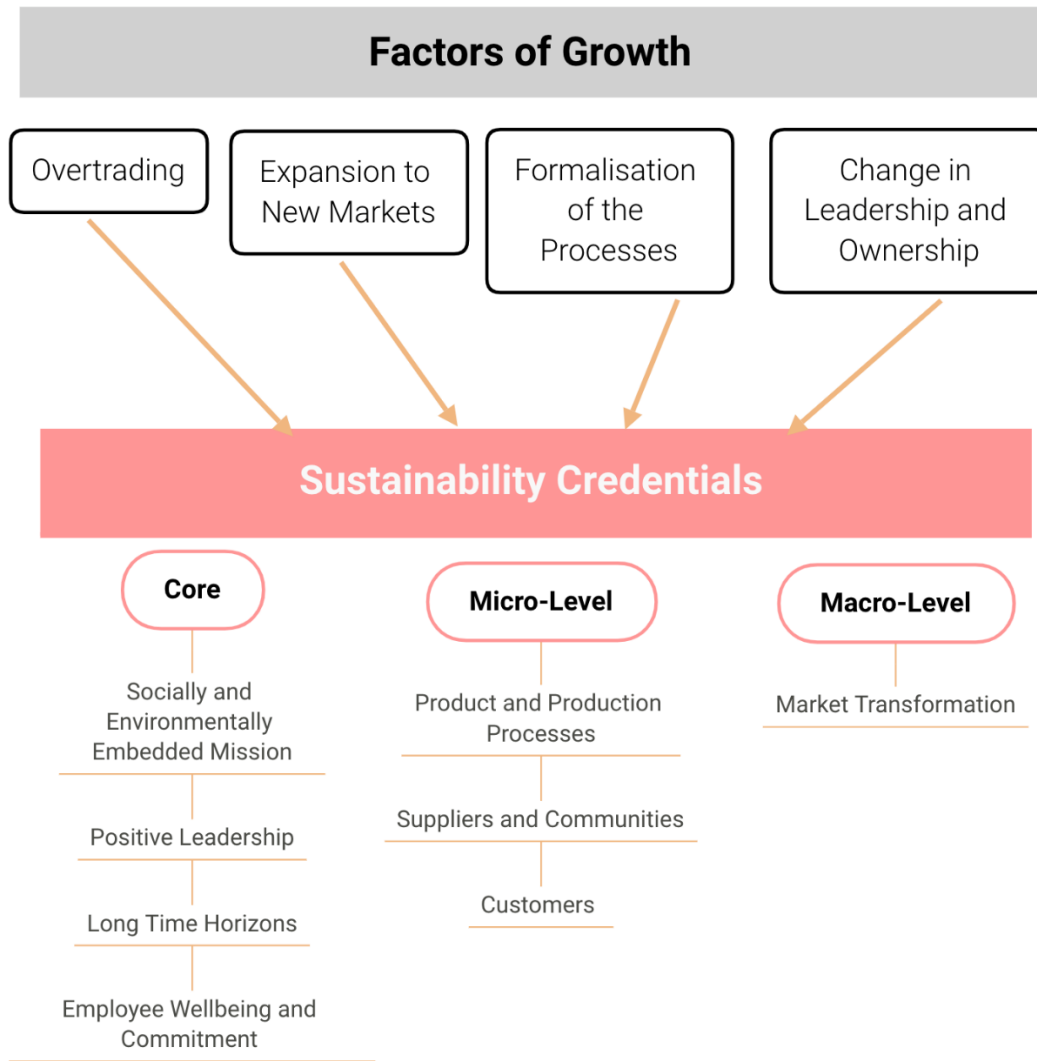 Factors of Growth
Overtrading
Expansion to
New Markets
Formalisation
of the
Processes
Change in
Leadership and
Ownership
Sustainability Credentials
Core
Socially and
Environmentally
Embedded Mission
Positive Leadership
Long Time Horizons
Employee Wellbeing and
Commitment
Micro-Level
Product and Production
Processes
Suppliers and Communities
Customers
Macro-Level
Market Transformation